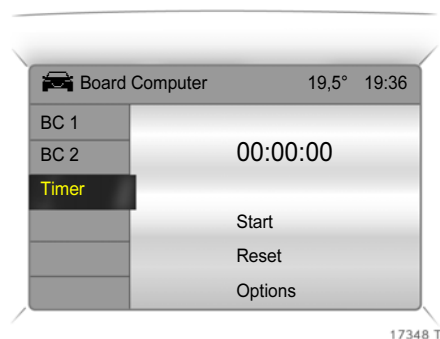 Board Computer 19,5° 19:36
BC 1
BC 2
00:00:00
Timer
Start
Reset
Options
17348 T